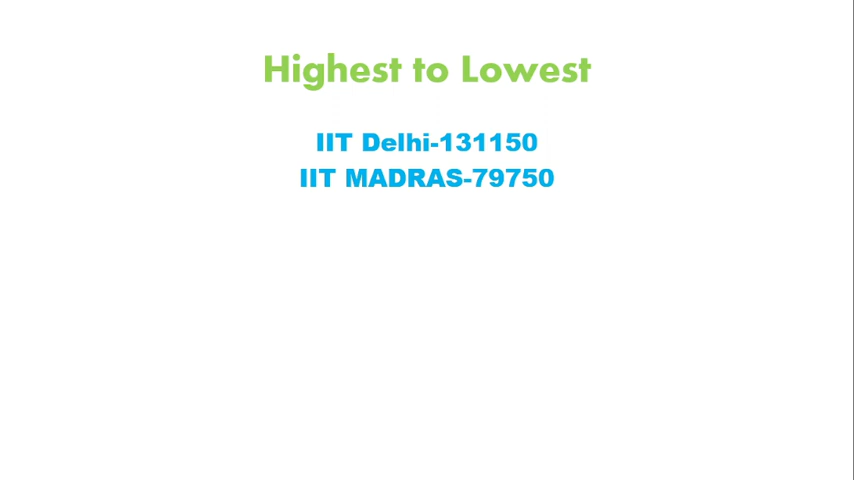 Highest to Lowest
IIT Delhi-131150
IIT MADRAS-79750